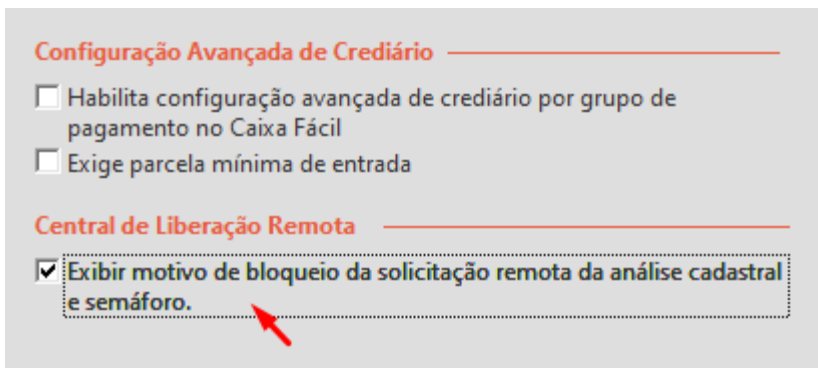 Configuração Avançada de Crediário
Habilita configuração avançada de crediário por grupo de
pagamento no Caixa Fácil
Exige parcela mínima de entrada
Central de Liberação Remota
Exibir motivo de bloqueio da solicitação remota da análise cadastral
e semáforo.